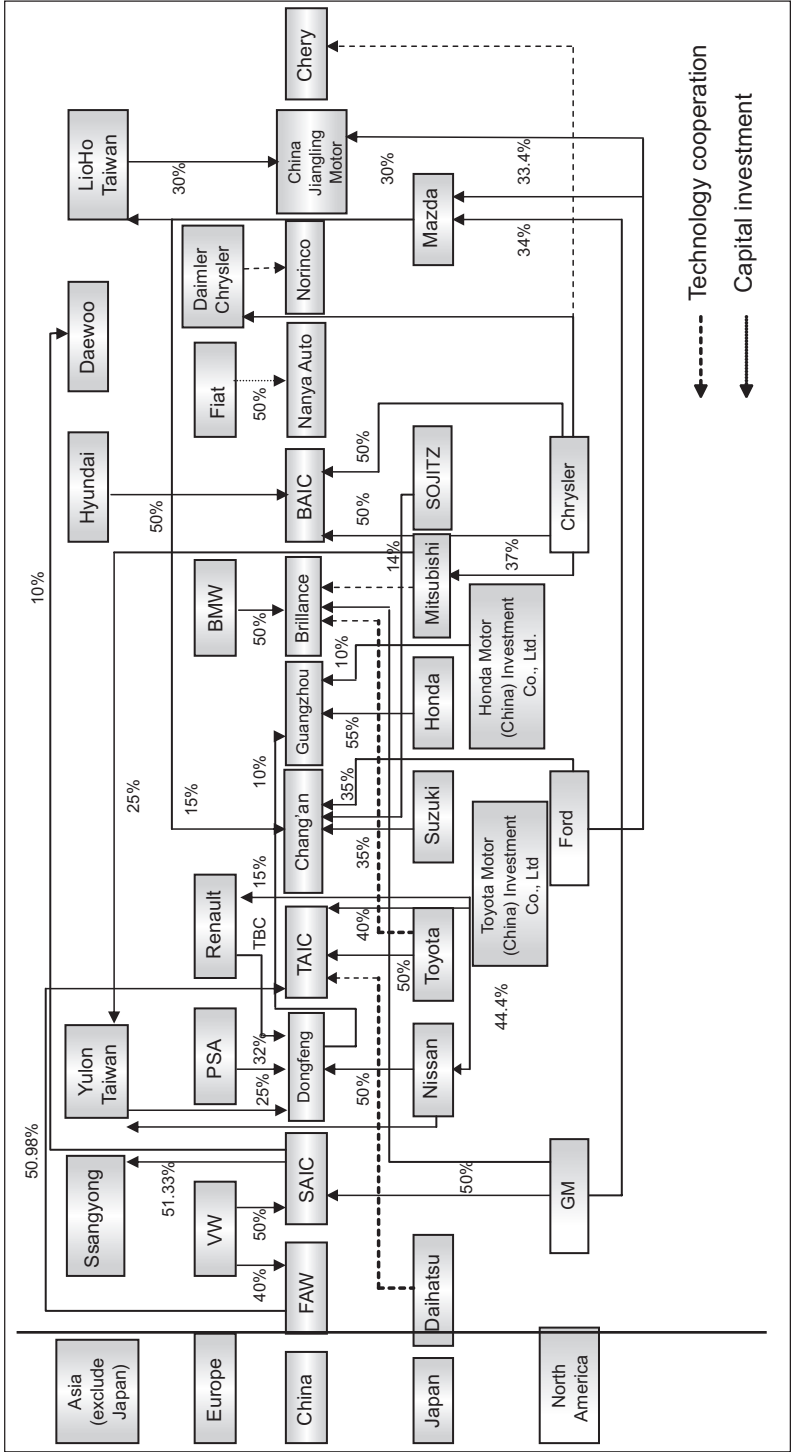 Asia
(exclude
Japan)
Ssangyong
Yulon
Taiwan
Hyundai
Daewoo
LioHo
Taiwan
50.98%
51.33%
25%
10%
30%
Europe
VW
PSA
Renault
BMW
Fiat
Daimler
Chrysler
40%
50%
25%
32%
TBC
15%
15%
10%
50%
50%
50%
China
FAW
SAIC
Dongfeng
TAIC
Chang'an
Guangzhou
Brillance
BAIC
Nanya Auto
Norinco
China
Jiangling
Motor
Chery
50%
50%
40%
35%
35%
55%
10%
14%
50%
50%
30%
Japan
Daihatsu
Nissan
Toyota
Suzuki
Honda
Mitsubishi
SOJITZ
Mazda
50%
44.4%
37%
34%
33.4%
Toyota Motor
(China) Investment
Co., Ltd
Honda Motor
(China) Investment
Co., Ltd.
North
America
GM
Ford
Chrysler
Technology cooperation
Capital investment